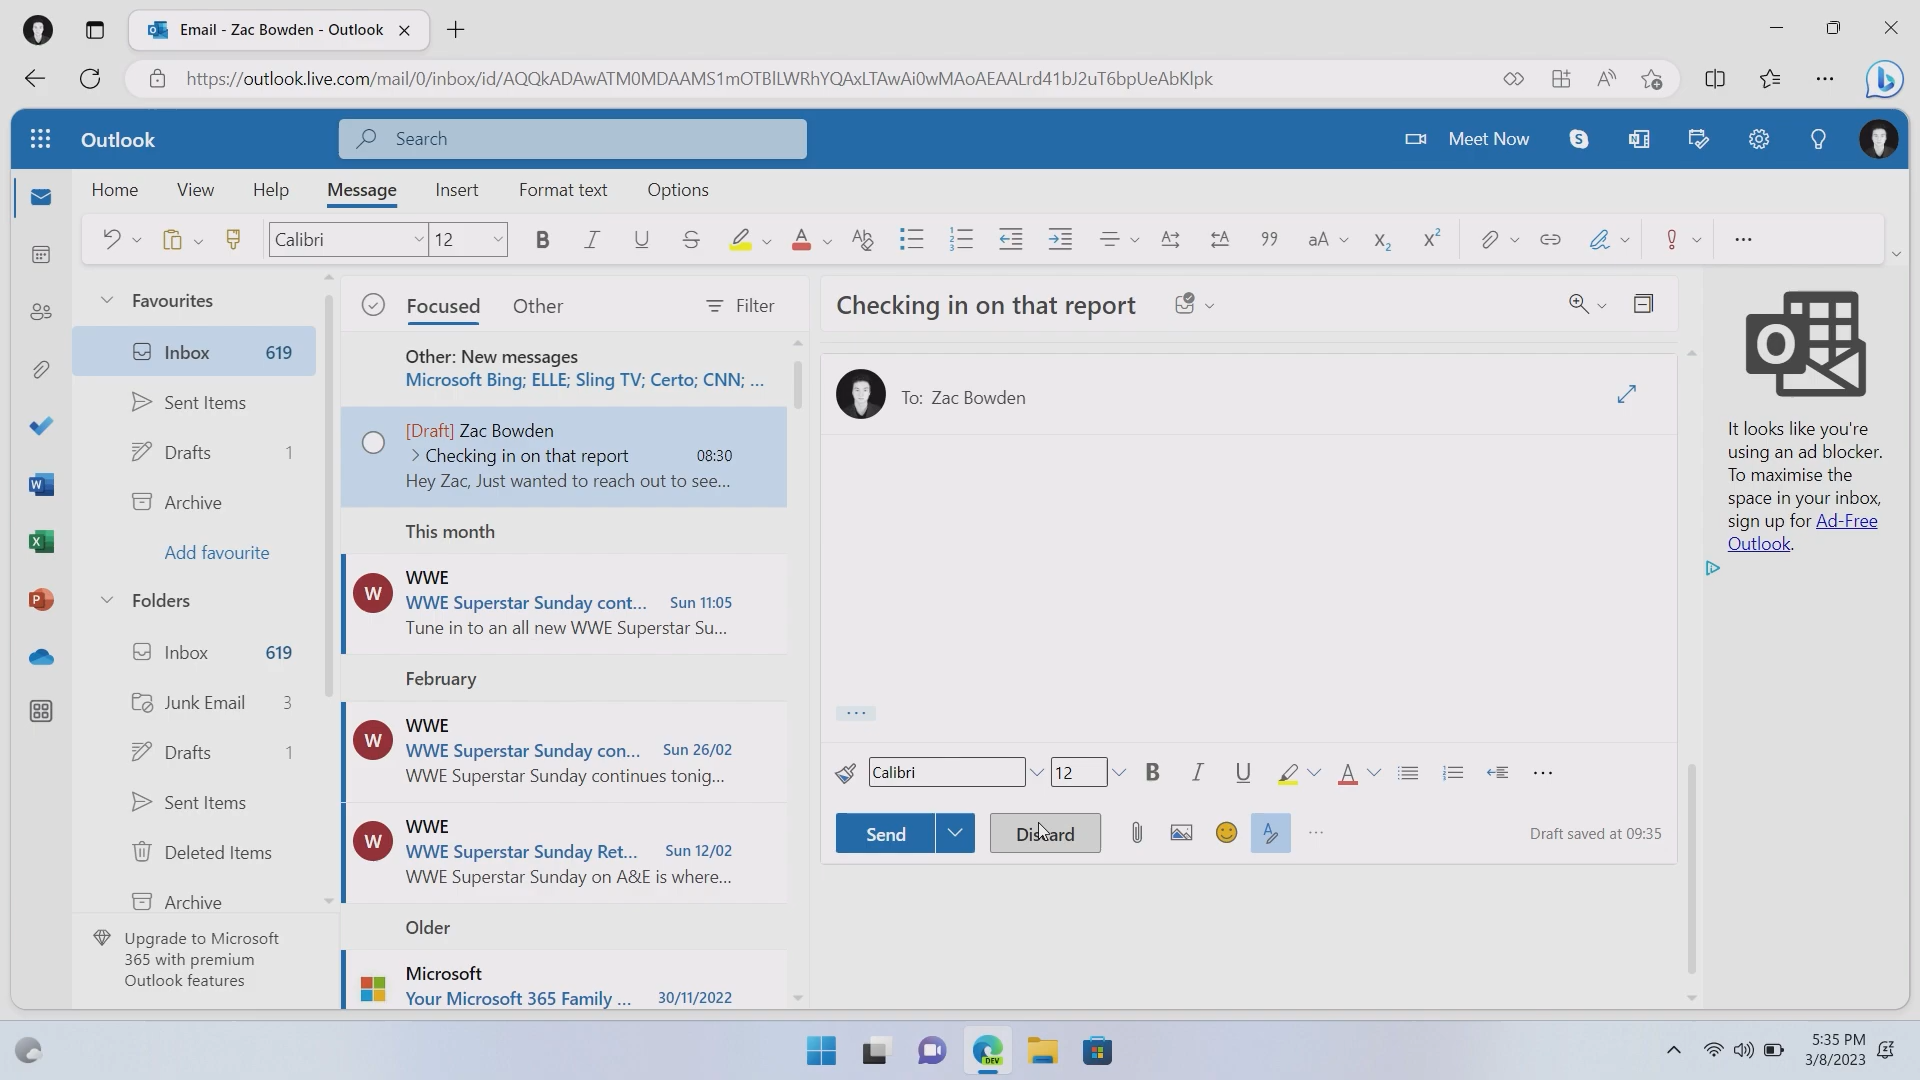 Email - Zac Bowden - Outlook
https://outlook.live.com/mail/0/inbox/id/AQQkADAwATM0MDAAMS1mOTBlLWRhYQAxLTAwAi0wMAoAEAALrd41bJ2uT6bpUeAbKlpk
Outlook
Search
Meet Now
Home View Help Message Insert Format text Options
Calibri 12
Favourites
Inbox 619
Sent Items
Drafts 1
Archive
Add favourite
Folders
Inbox 619
Junk Email 3
Drafts 1
Sent Items
Deleted Items
Archive
Upgrade to Microsoft
365 with premium
Outlook features
Focused Other Filter
Other: New messages
Microsoft Bing; ELLE; Sling TV; Certo; CNN; ...
[Draft] Zac Bowden
Checking in on that report 08:30
Hey Zac, Just wanted to reach out to see...
This month
W
WWE
WWE Superstar Sunday cont... Sun 11:05
Tune in to an all new WWE Superstar Su...
February
W
WWE
WWE Superstar Sunday con... Sun 26/02
WWE Superstar Sunday continues tonig...
W
WWE
WWE Superstar Sunday Ret... Sun 12/02
WWE Superstar Sunday on A&E is where...
Older
Microsoft
Your Microsoft 365 Family ... 30/11/2022
Checking in on that report
To: Zac Bowden
Calibri 12
Send Discard Draft saved at 09:35
It looks like you're
using an ad blocker.
To maximise the
space in your inbox,
sign up for Ad-Free
Outlook.
DEV
5:35 PM
3/8/2023